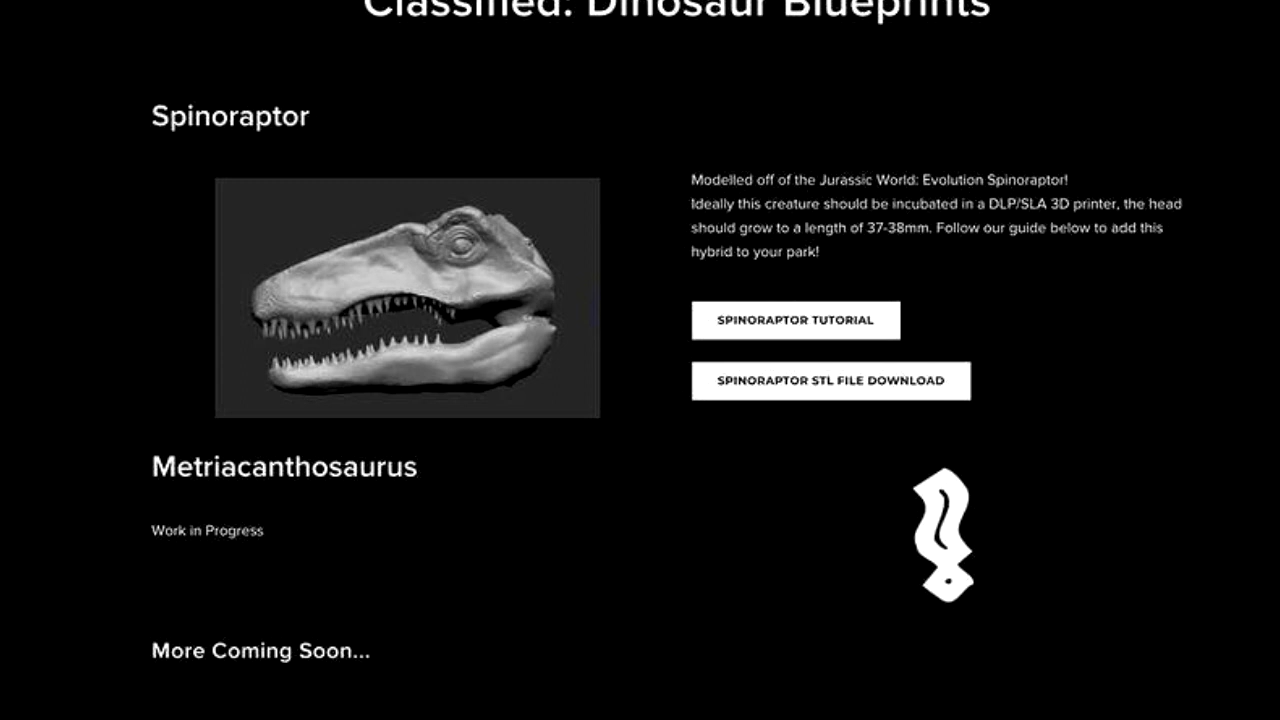 Classified: Dinosaur Blueprints
Spinoraptor
Modelled off of the Jurassic World: Evolution Spinoraptor!
Ideally this creature should be incubated in a DLP/SLA 3D printer, the head
should grow to a length of 37-38mm. Follow our guide below to add this
hybrid to your park!
SPINORAPTOR TUTORIAL
SPINORAPTOR STL FILE DOWNLOAD
Metriacanthosaurus
Work in Progress
More Coming Soon...